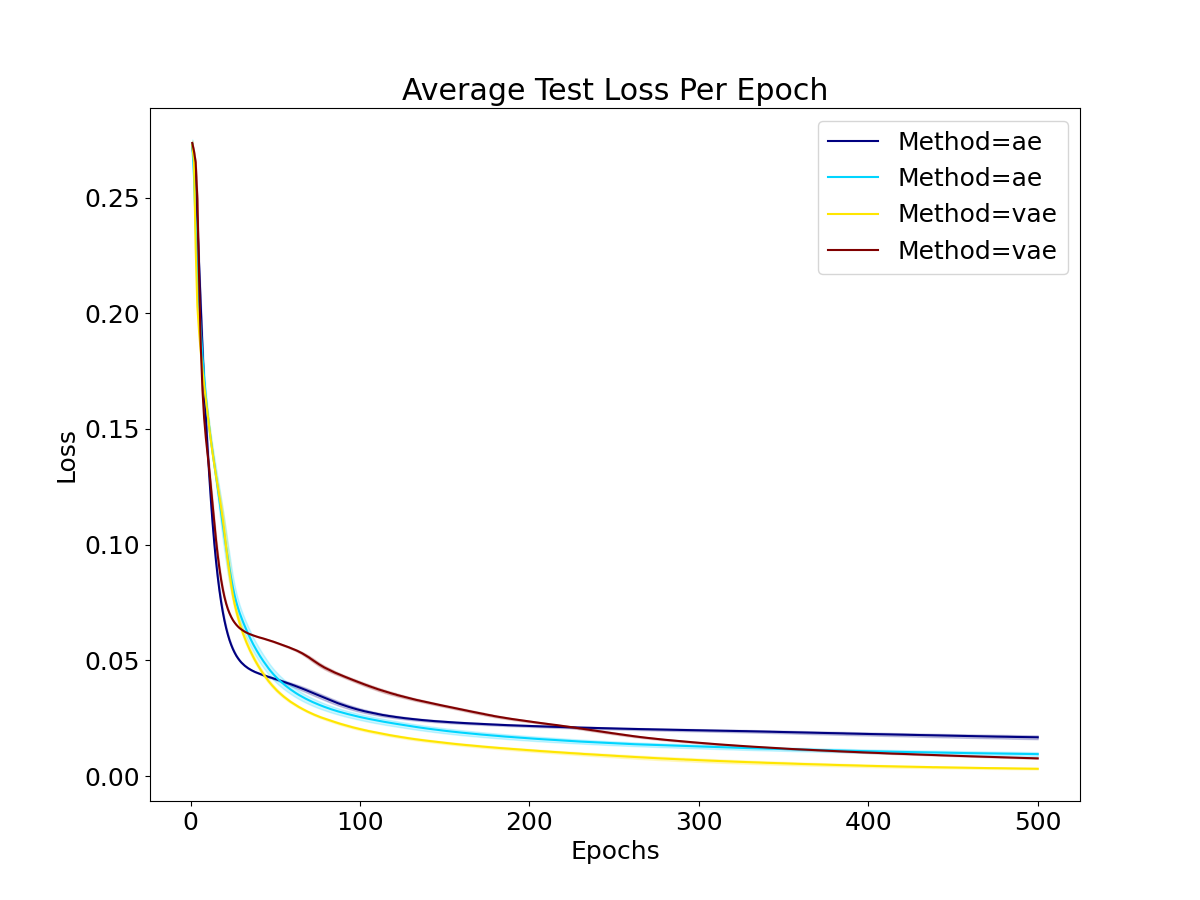 Average Test Loss Per Epoch
Method=ae
Method=ae
Method=vae
Method=vae
Loss
0.25
0.20
0.15
0.10
0.05
0.00
0 100 200 300 400 500
Epochs